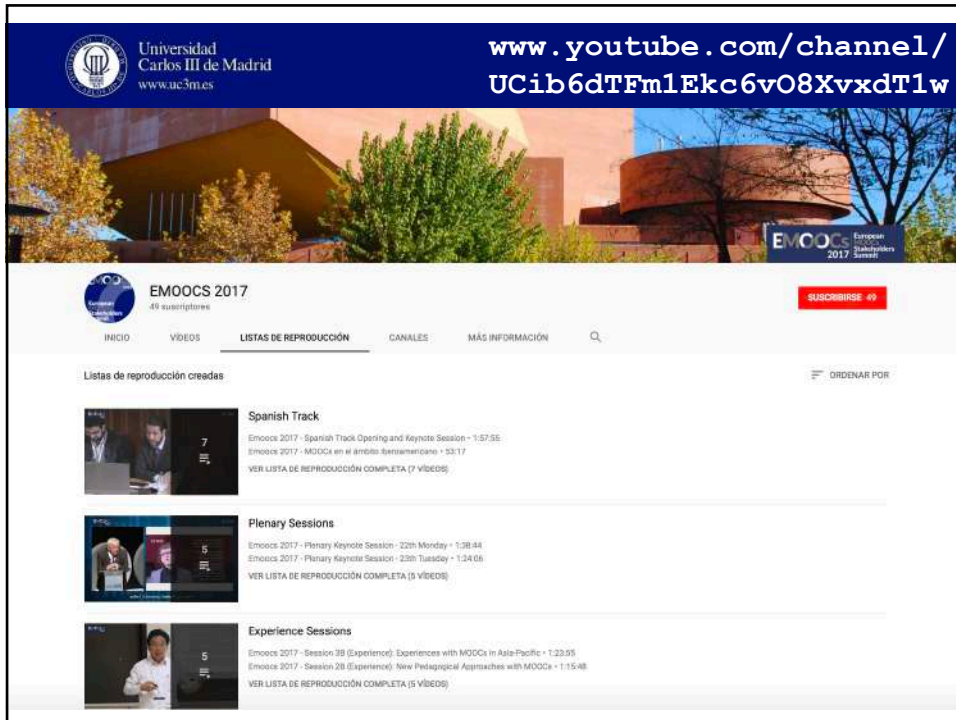 Universidad
Carlos III de Madrid
www.uc3m.es
www.youtube.com/channel/
UCib6dTFm1Ekc6vO8XvxdT1w
EMOOCs European MOOCs Stakeholders Summit
2017
EMOOCS 2017
49 suscriptores
SUSCRIBIRSE 49
INICIO VÍDEOS LISTAS DE REPRODUCCIÓN CANALES MÁS INFORMACIÓN
Listas de reproducción creadas
ORDENAR POR
7
Spanish Track
Emoocs 2017 - Spanish Track Opening and Keynote Session • 1:57:55
Emoocs 2017 - MOOCs en el ámbito Iberoamericano • 53:17
VER LISTA DE REPRODUCCIÓN COMPLETA (7 VÍDEOS)
5
Plenary Sessions
Emoocs 2017 - Plenary Keynote Session - 22th Monday • 1:38:44
Emoocs 2017 - Plenary Keynote Session - 23th Tuesday • 1:24:06
VER LISTA DE REPRODUCCIÓN COMPLETA (5 VÍDEOS)
5
Experience Sessions
Emoocs 2017 - Session 3B (Experience): Experiences with MOOCs in Asia-Pacific • 1:23:55
Emoocs 2017 - Session 2B (Experience): New Pedagogical Approaches with MOOCs • 1:15:48
VER LISTA DE REPRODUCCIÓN COMPLETA (5 VÍDEOS)